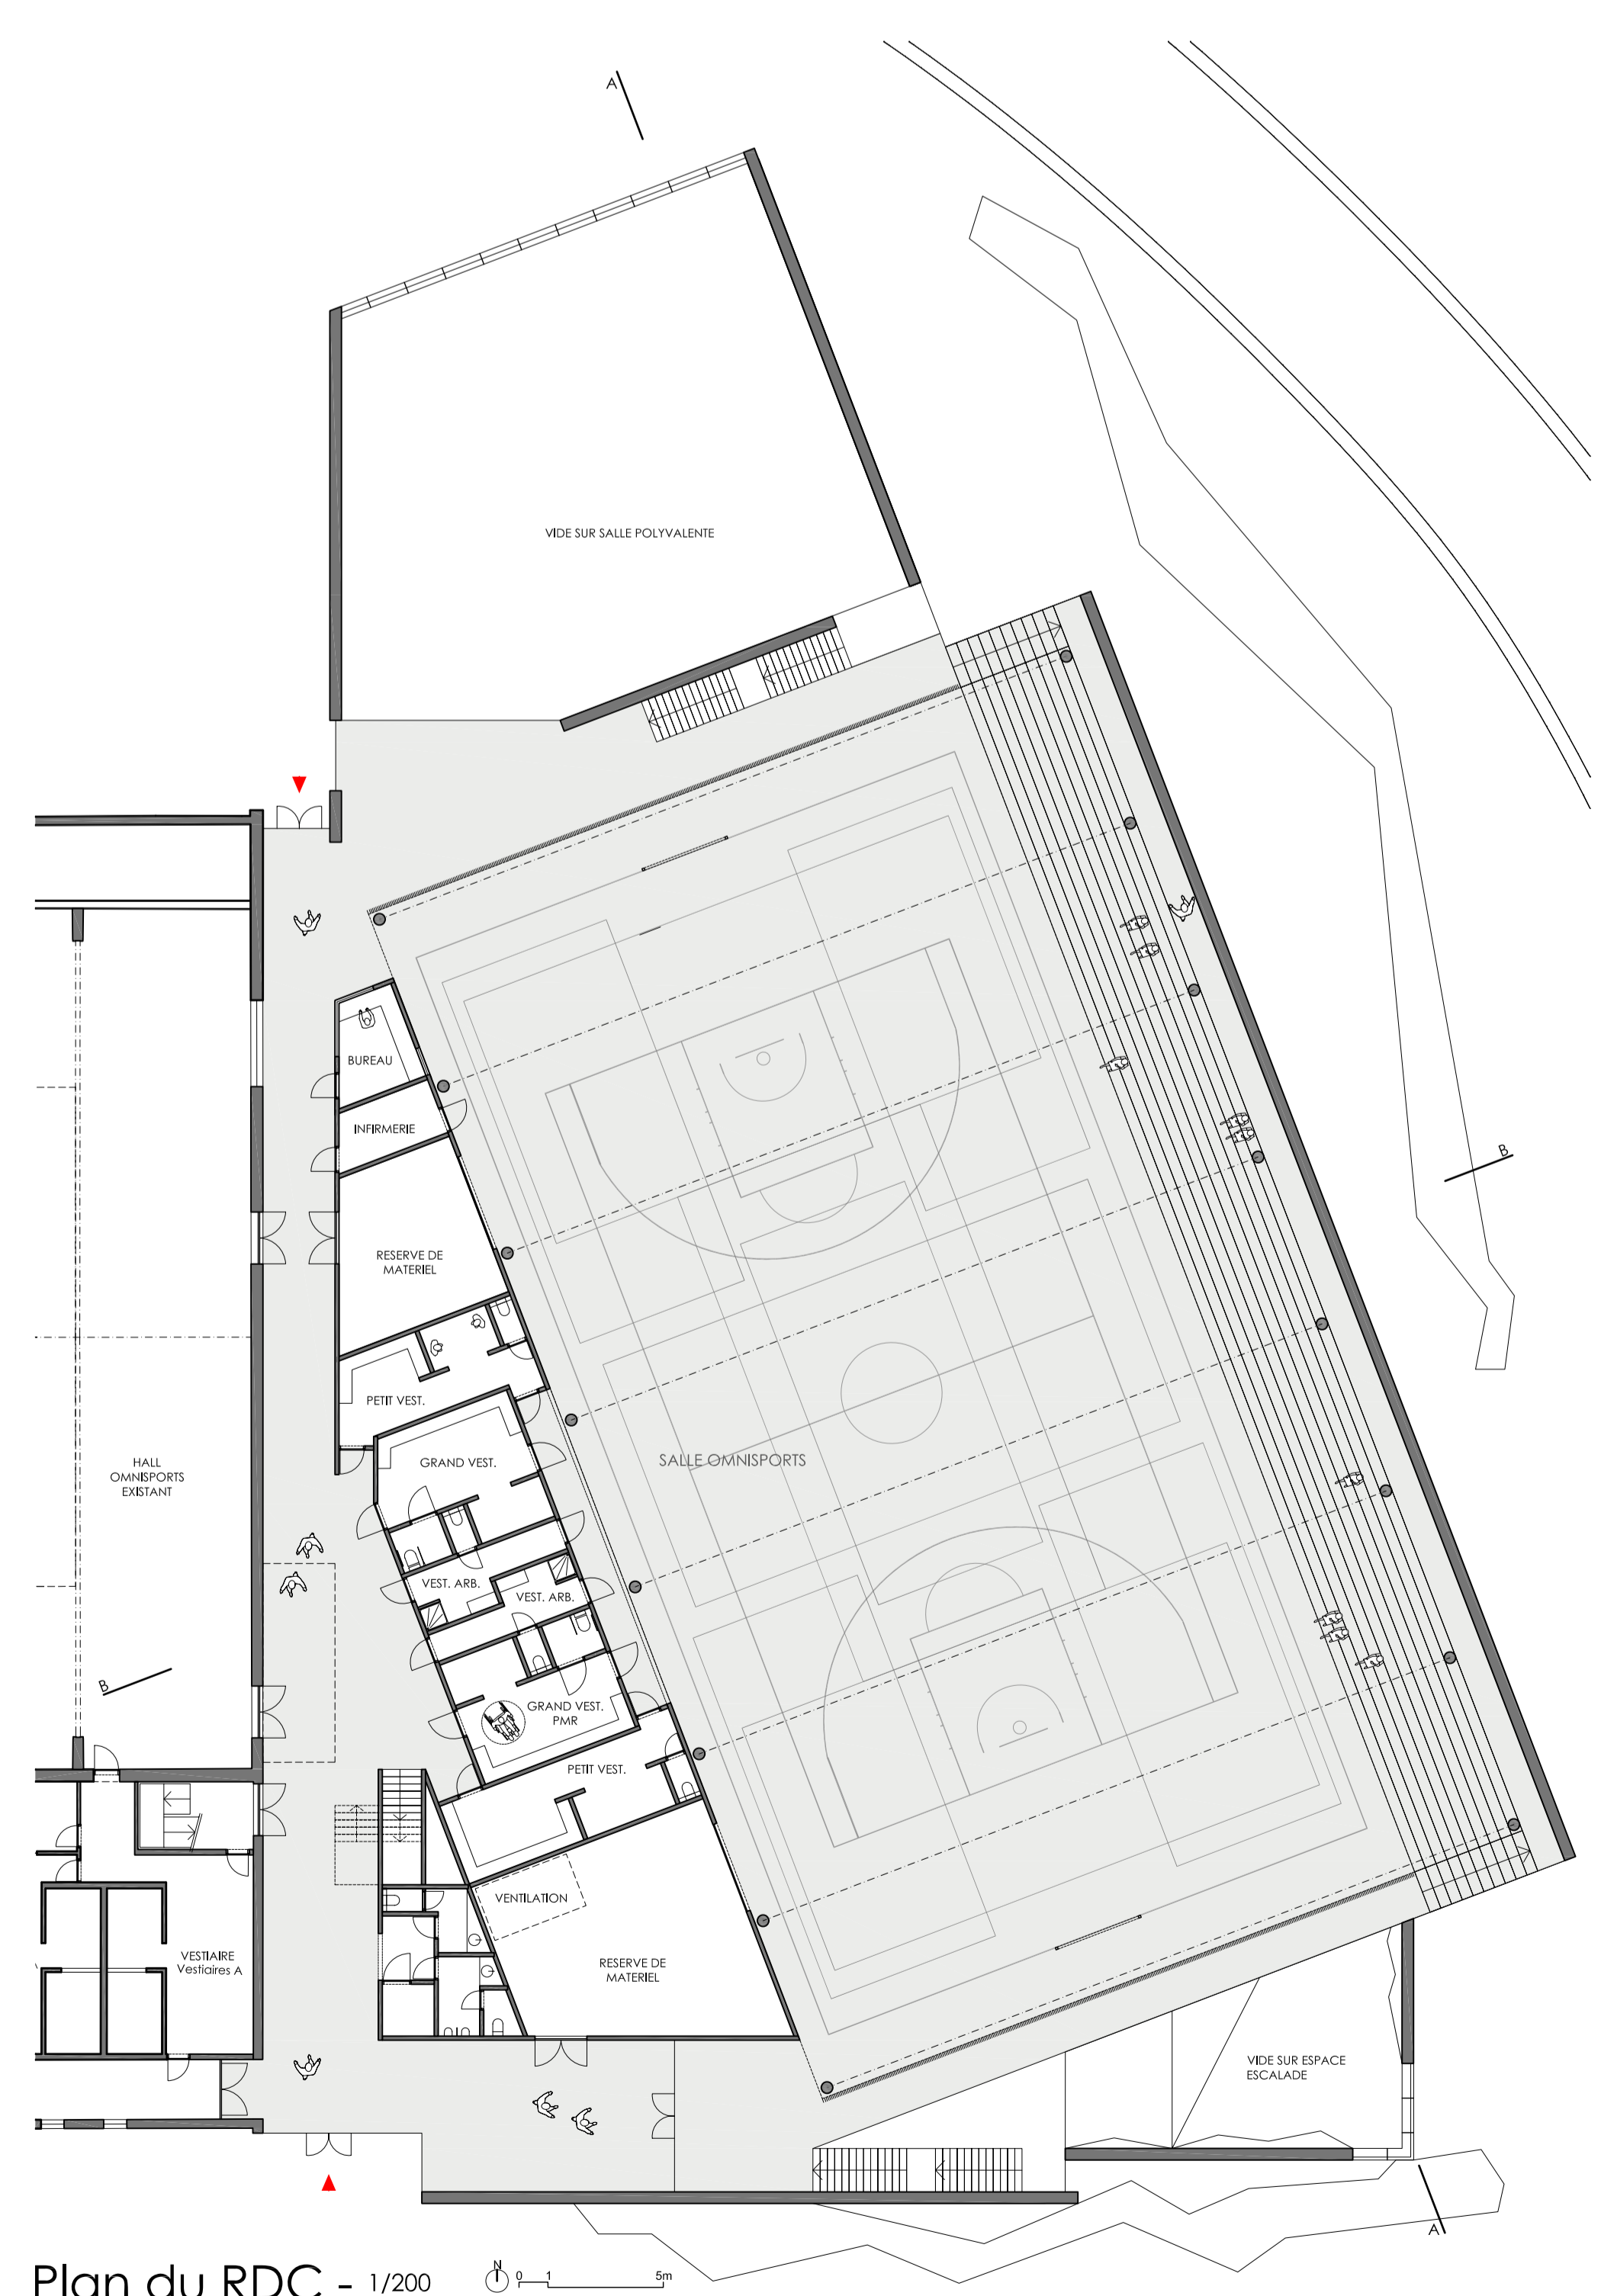 A
VIDE SUR SALLE POLYVALENTE
BUREAU
INFIRMERIE
B
RESERVE DE
MATERIEL
PETIT VEST.
GRAND VEST.
SALLE OMNISPORTS
HALL
OMNISPORTS
EXISTANT
VEST. ARB.
VEST. ARB.
B
GRAND VEST.
PMR
PETIT VEST.
VENTILATION
VESTIAIRE
Vestiaires A
RESERVE DE
MATERIEL
VIDE SUR ESPACE
ESCALADE
A
Plan du RDC - 1/200
N
0 1 5m